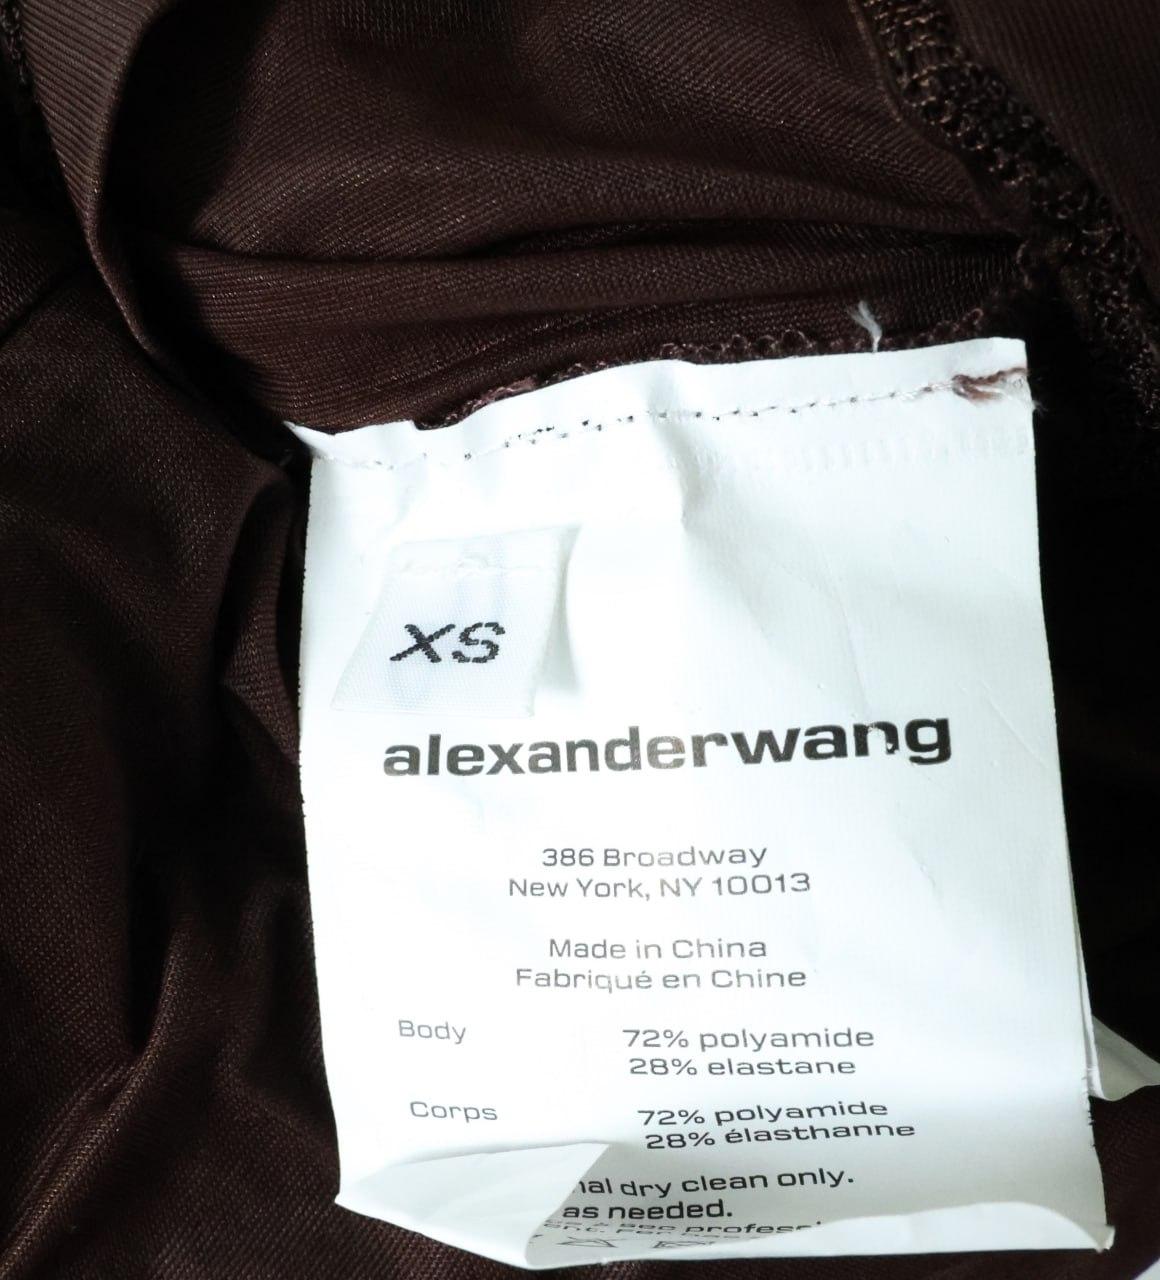 XS
alexanderwang
386 Broadway
New York, NY 10013
Made in China
Fabriqué en Chine
Body 72% polyamide
28% elastane
Corps 72% polyamide
28% élasthanne
dry clean only.
as needed.